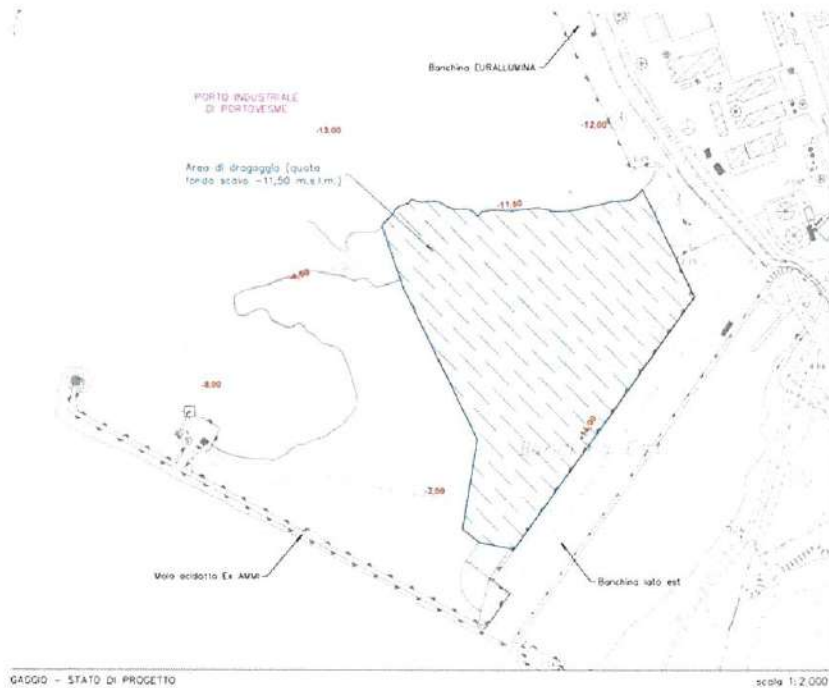 Banchina EURALLUMINA
PORTO INDUSTRIALE
DI PORTOVESME
-13,00
-12,00
Area di dragaggio (quota
fondo scavo -11,50 m.s.l.m.)
-11,50
-8,00
-14,00
Molo acidotto Ex AMMI
Banchina lato est
GAGGIO - STATO DI PROGETTO
scala 1:2.000